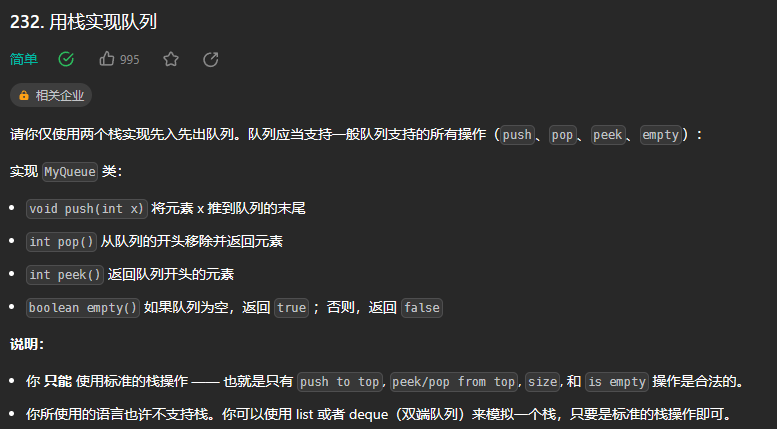 232. 用栈实现队列
简单 995
相关企业
请你仅使用两个栈实现先入先出队列。队列应当支持一般队列支持的所有操作（push、pop、peek、empty）：
实现 MyQueue 类：
• void push(int x) 将元素 x 推到队列的末尾
• int pop() 从队列的开头移除并返回元素
• int peek() 返回队列开头的元素
• boolean empty() 如果队列为空，返回 true ；否则，返回 false
说明：
• 你 只能 使用标准的栈操作 —— 也就是只有 push to top, peek/pop from top, size, 和 is empty 操作是合法的。
• 你所使用的语言也许不支持栈。你可以使用 list 或者 deque（双端队列）来模拟一个栈，只要是标准的栈操作即可。